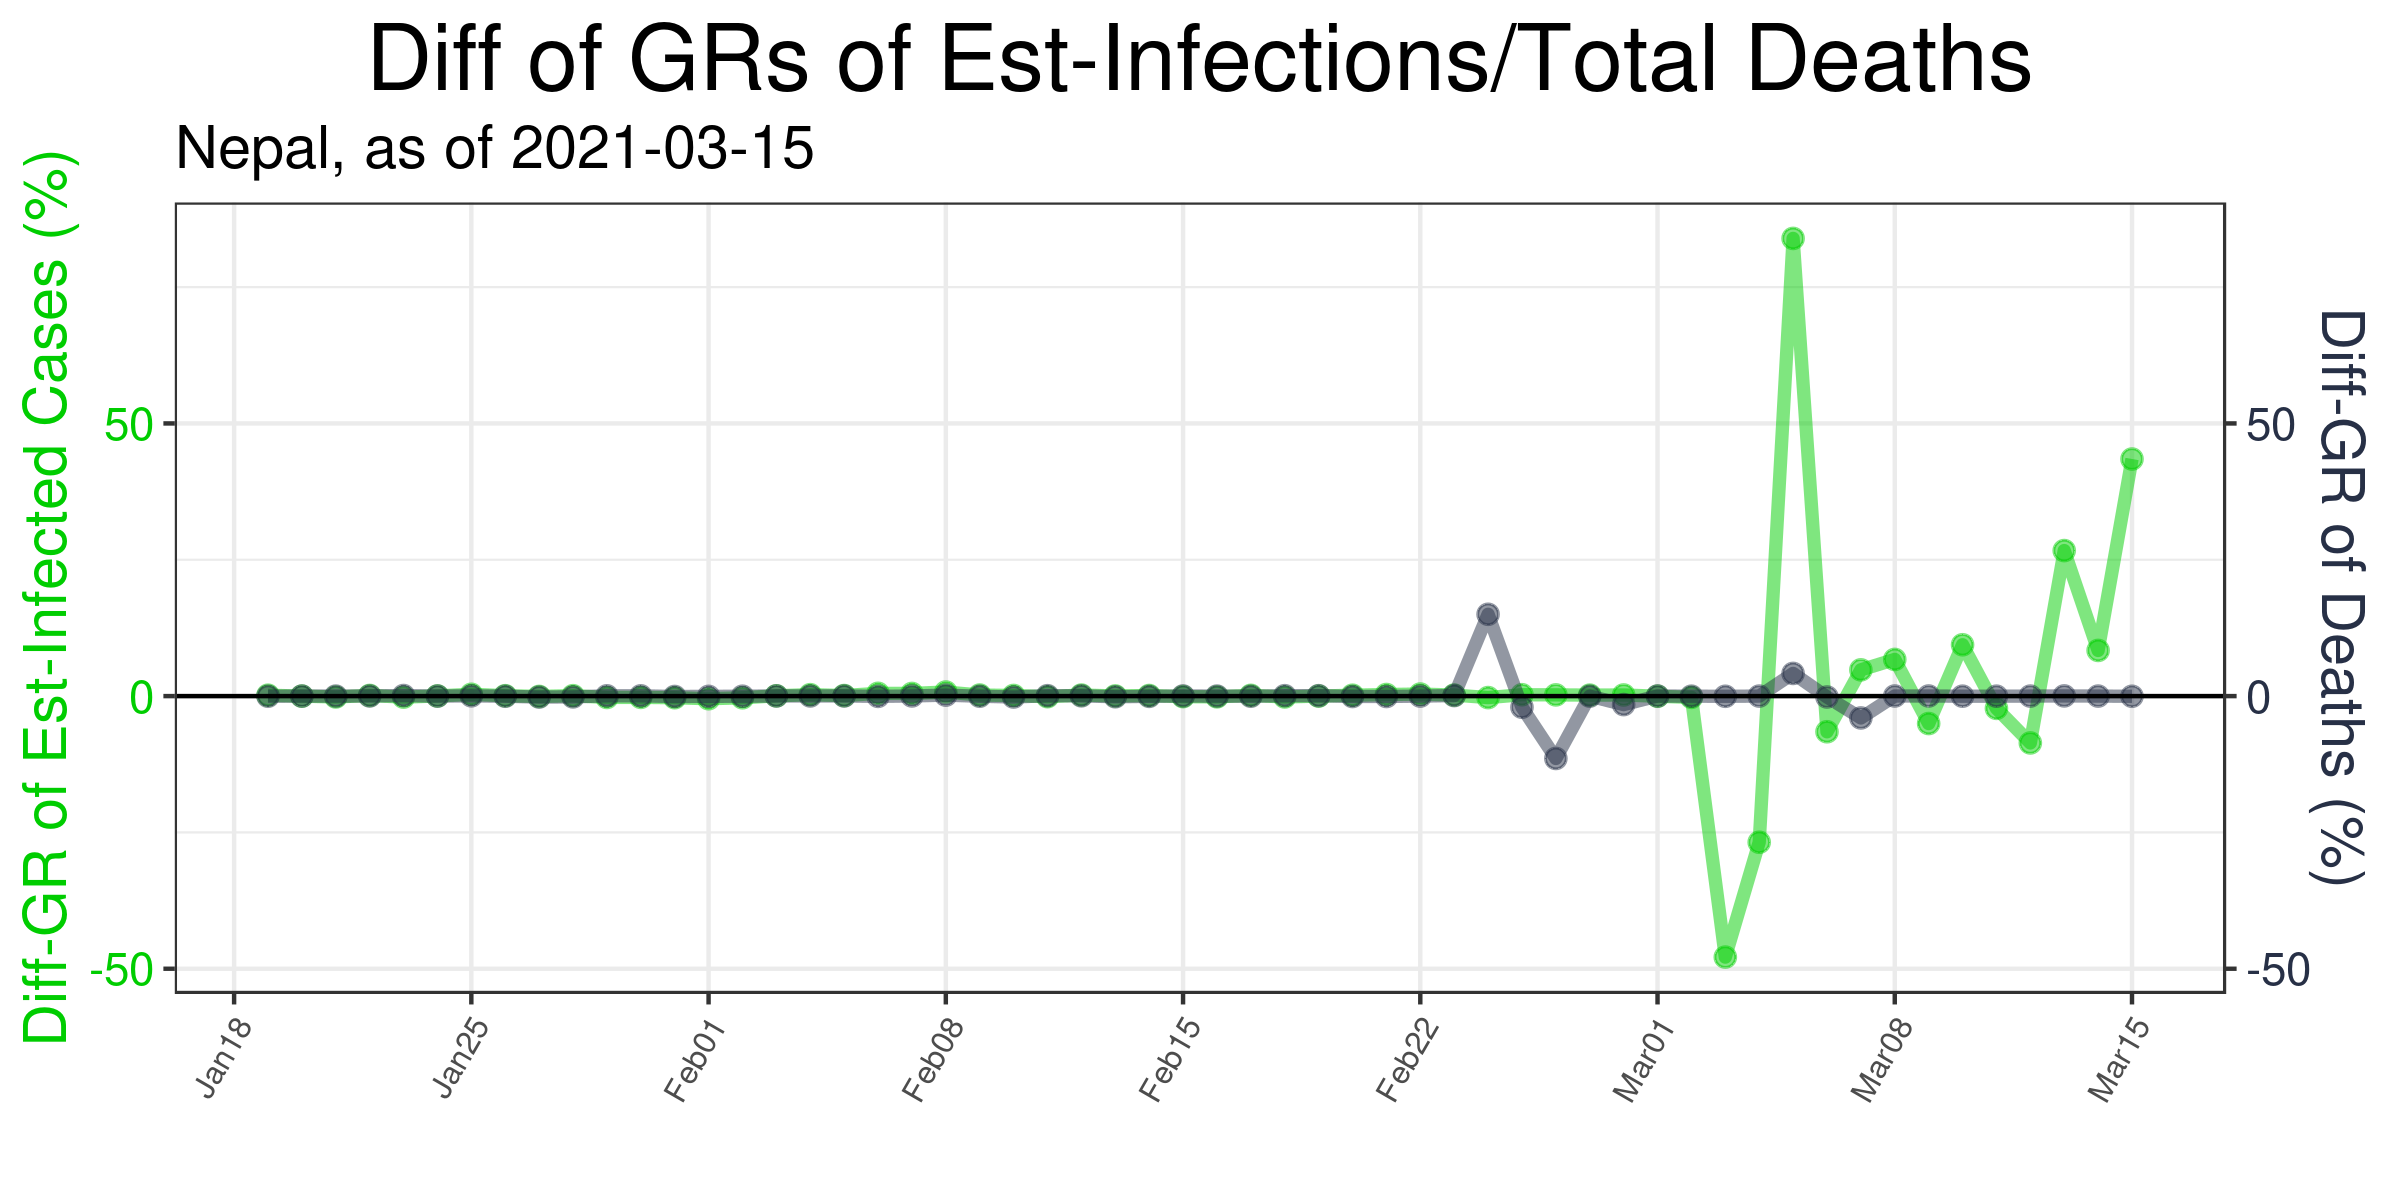 Diff of GRs of Est-Infections/Total Deaths
Nepal, as of 2021-03-15
Diff-GR of Est-Infected Cases (%)
50
0
-50
50
0
-50
Diff-GR of Deaths (%)
Jan18
Jan25
Feb01
Feb08
Feb15
Feb22
Mar01
Mar08
Mar15